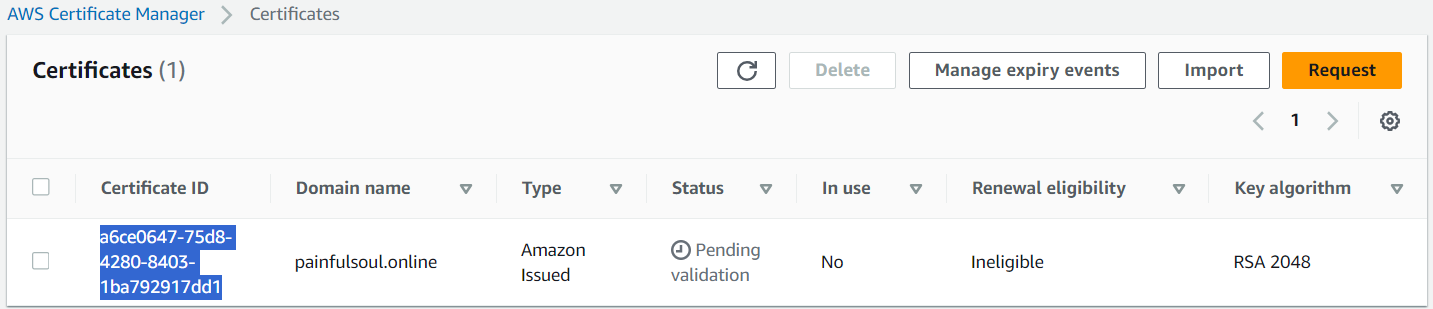 AWS Certificate Manager > Certificates
Certificates (1)
Delete
Manage expiry events
Import
Request
1
Certificate ID
Domain name
Type
Status
In use
Renewal eligibility
Key algorithm
a6ce0647-75d8-
4280-8403-
1ba792917dd1
painfulsoul.online
Amazon
Issued
Pending
validation
No
Ineligible
RSA 2048